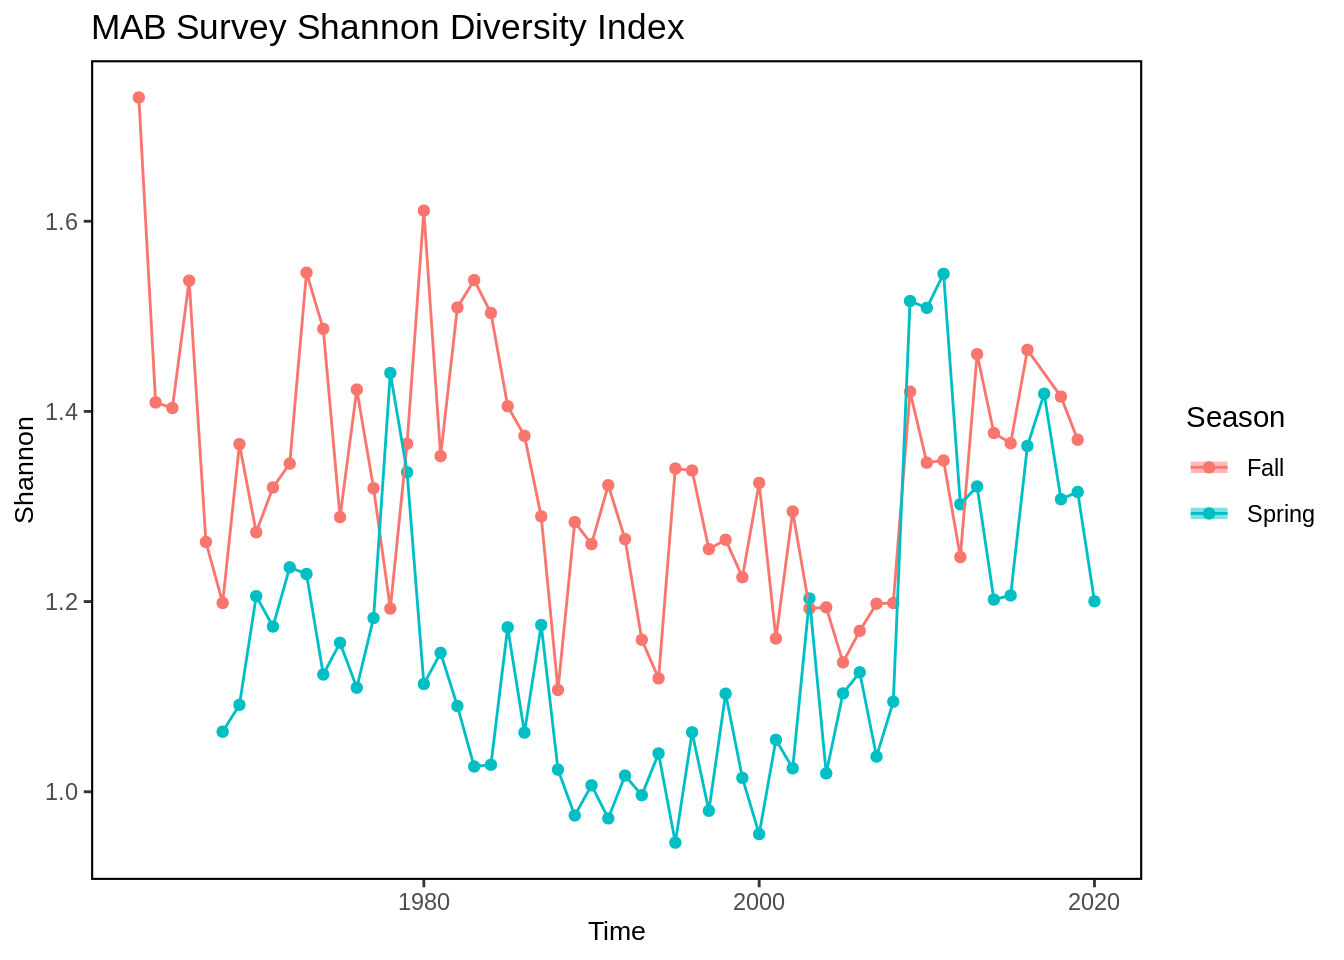 MAB Survey Shannon Diversity Index
Shannon
1.6
1.4
1.2
1.0
1980
2000
2020
Time
Season
Fall
Spring